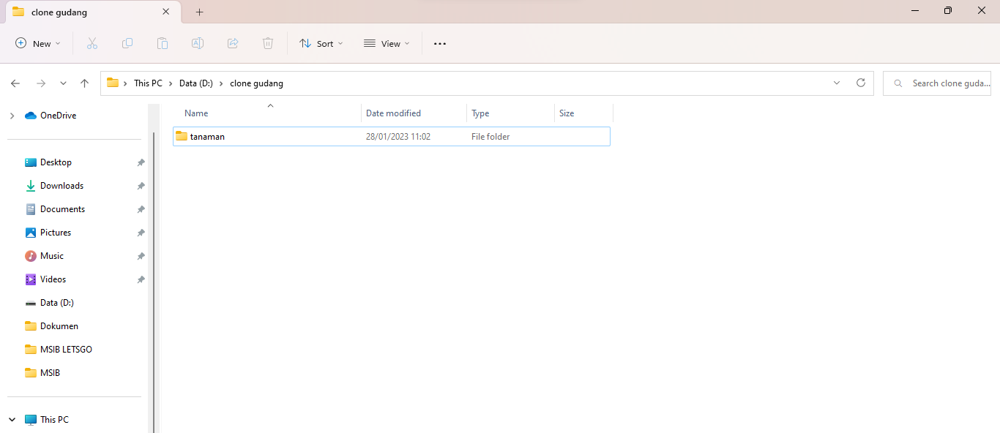 clone gudang
New
Sort
View
This PC > Data (D:) > clone gudang
Search clone guda...
OneDrive
Desktop
Downloads
Documents
Pictures
Music
Videos
Data (D:)
Dokumen
MSIB LETSGO
MSIB
This PC
Name Date modified Type Size
tanaman 28/01/2023 11:02 File folder